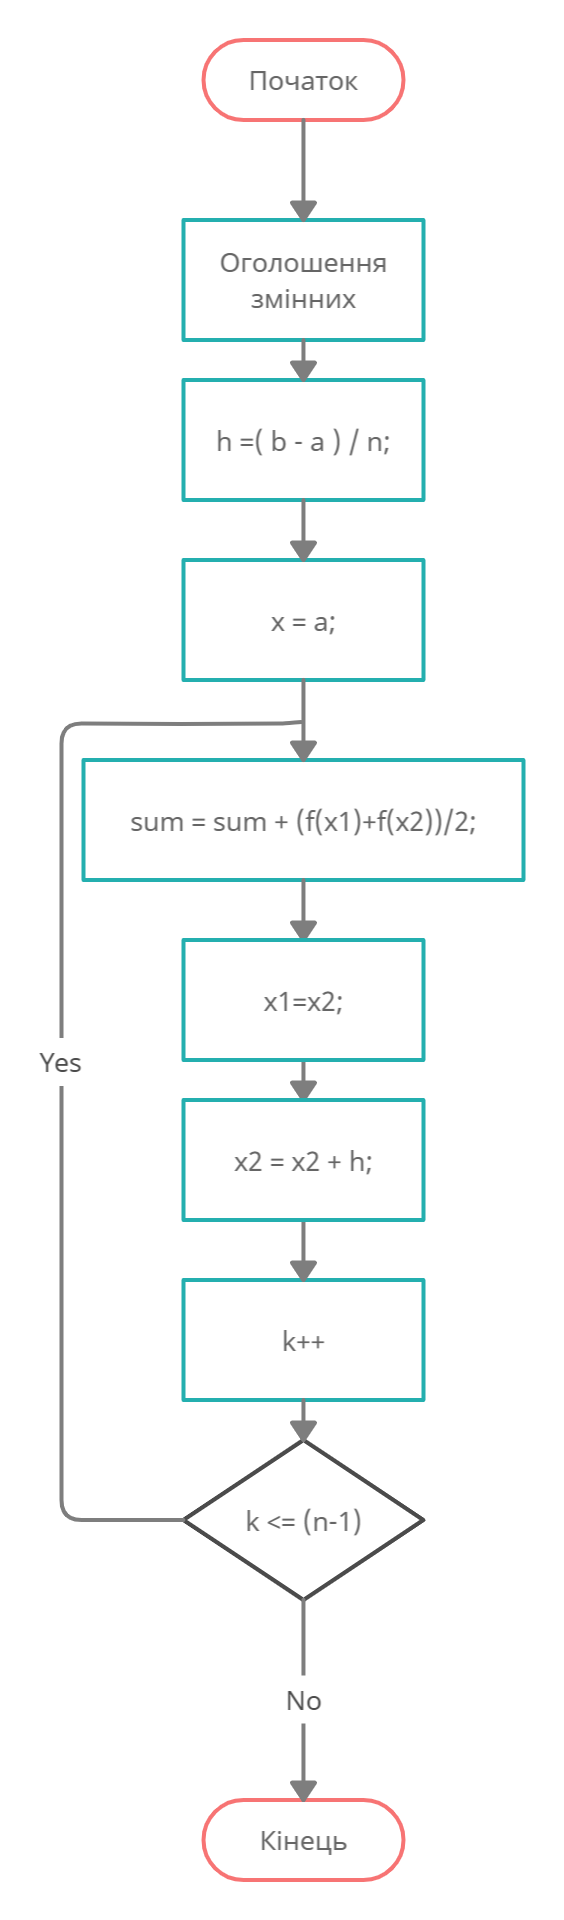 Початок
Оголошення
змінних
h =( b - a ) / n;
x = a;
sum = sum + (f(x1)+f(x2))/2;
x1=x2;
Yes
x2 = x2 + h;
k++
k <= (n-1)
No
Кінець